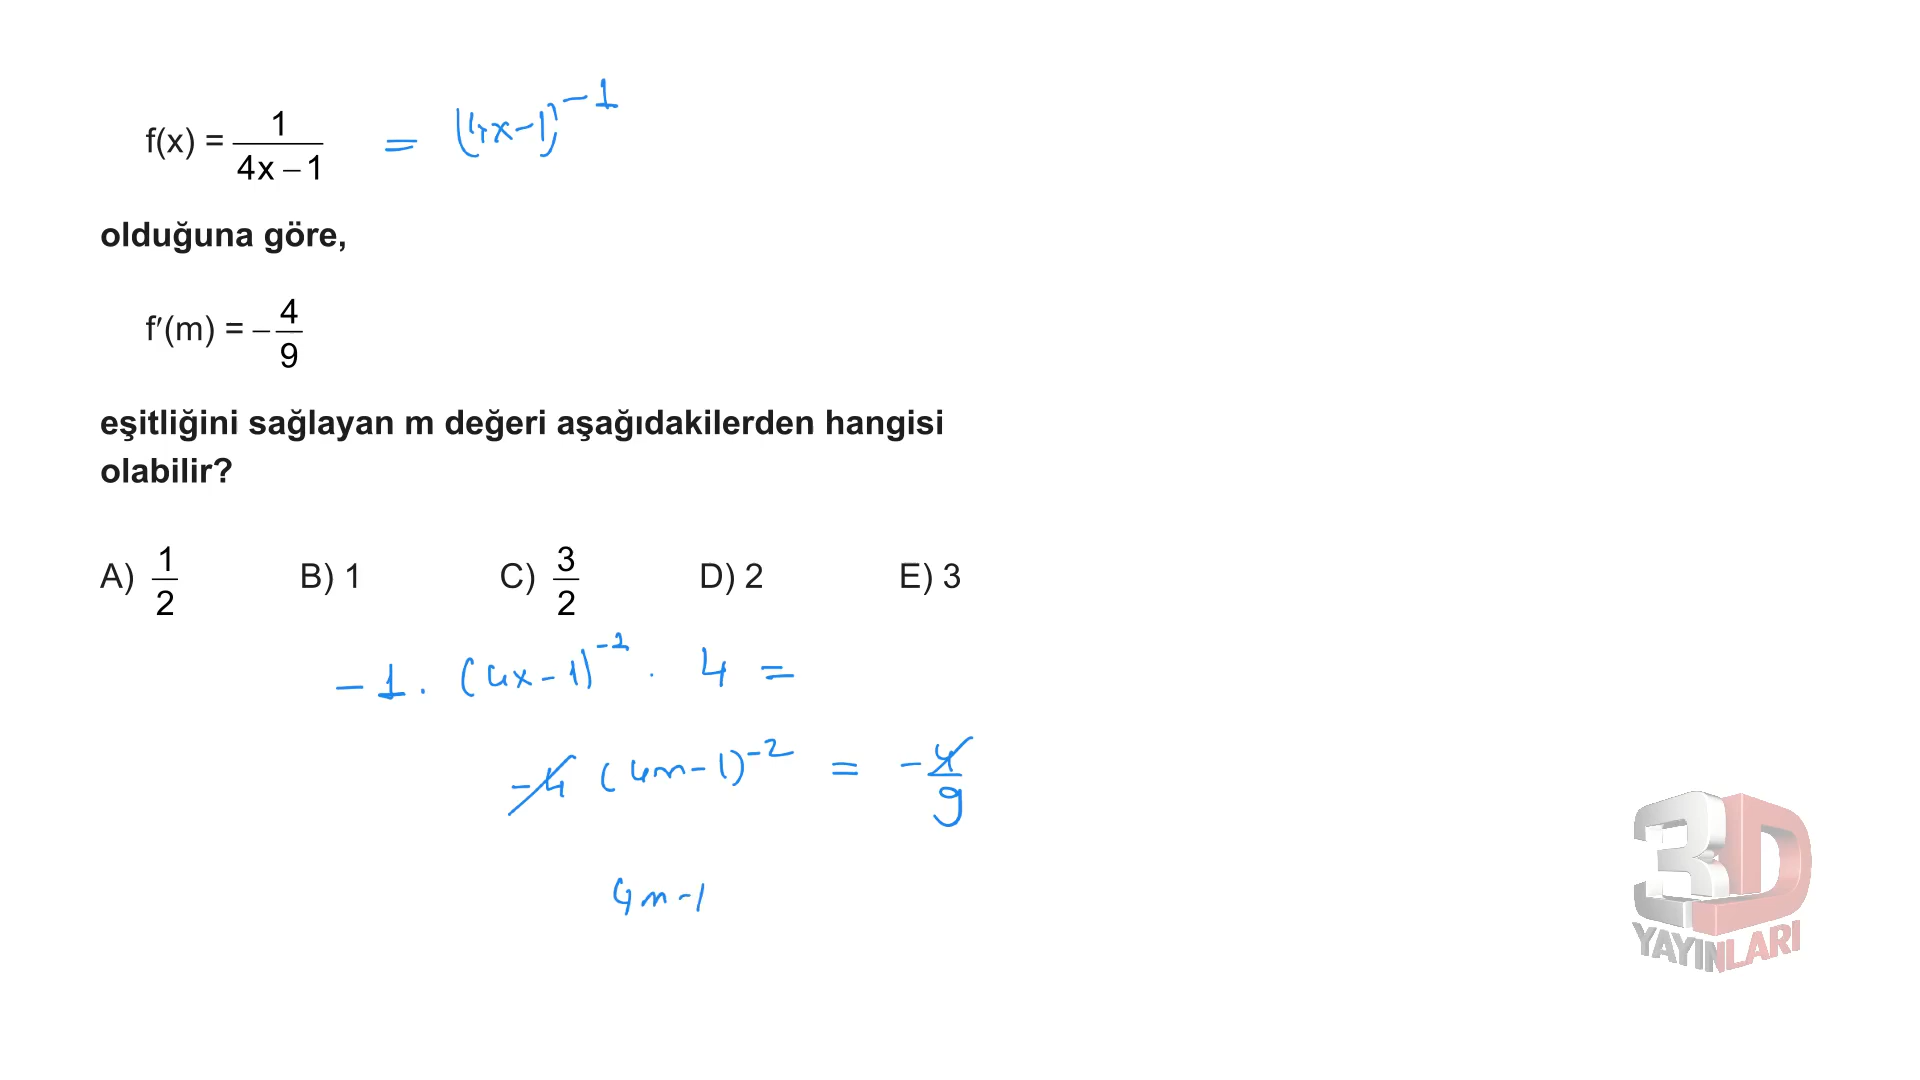 f(x) = 1/(4x – 1) = (4x-1)^-1
olduğuna göre,
f′(m) = – 4/9
eşitliğini sağlayan m değeri aşağıdakilerden hangisi
olabilir?
A) 1/2 B) 1 C) 3/2 D) 2 E) 3
-1 . (4x-1)^-2 . 4 =
-4 (4m-1)^-2 = -4/9
4m-1
3D
YAYINLARI